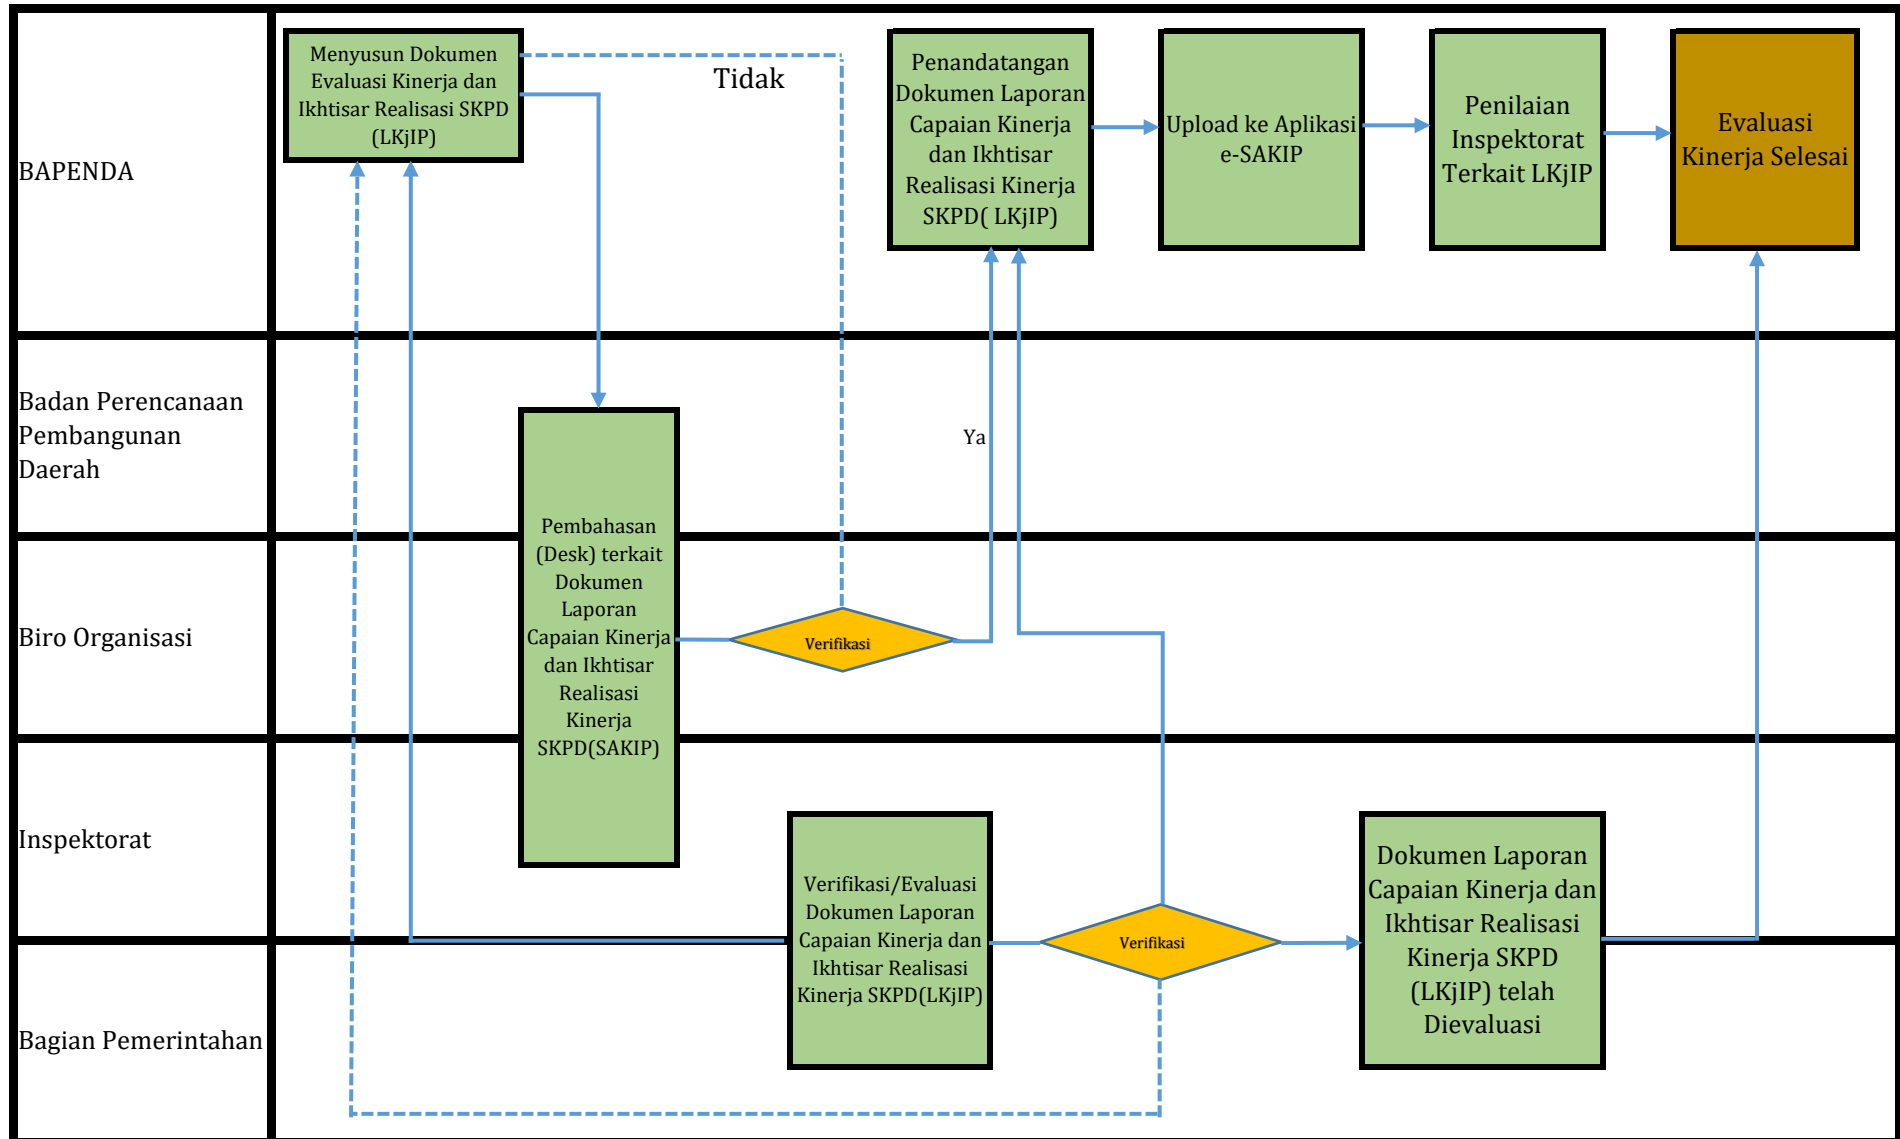 BAPENDA
Menyusun Dokumen
Evaluasi Kinerja dan
Ikhtisar Realisasi SKPD
(LKjIP)
Tidak
Penandatangan
Dokumen Laporan
Capaian Kinerja
dan Ikhtisar
Realisasi Kinerja
SKPD( LKjIP)
Upload ke Aplikasi
e-SAKIP
Penilaian
Inspektorat
Terkait LKjIP
Evaluasi
Kinerja Selesai
Badan Perencanaan
Pembangunan
Daerah
Ya
Pembahasan
(Desk) terkait
Dokumen
Laporan
Capaian Kinerja
dan Ikhtisar
Realisasi
Kinerja
SKPD(SAKIP)
Biro Organisasi
Verifikasi
Inspektorat
Verifikasi/Evaluasi
Dokumen Laporan
Capaian Kinerja dan
Ikhtisar Realisasi
Kinerja SKPD(LKjIP)
Verifikasi
Dokumen Laporan
Capaian Kinerja dan
Ikhtisar Realisasi
Kinerja SKPD
(LKjIP) telah
Dievaluasi
Bagian Pemerintahan